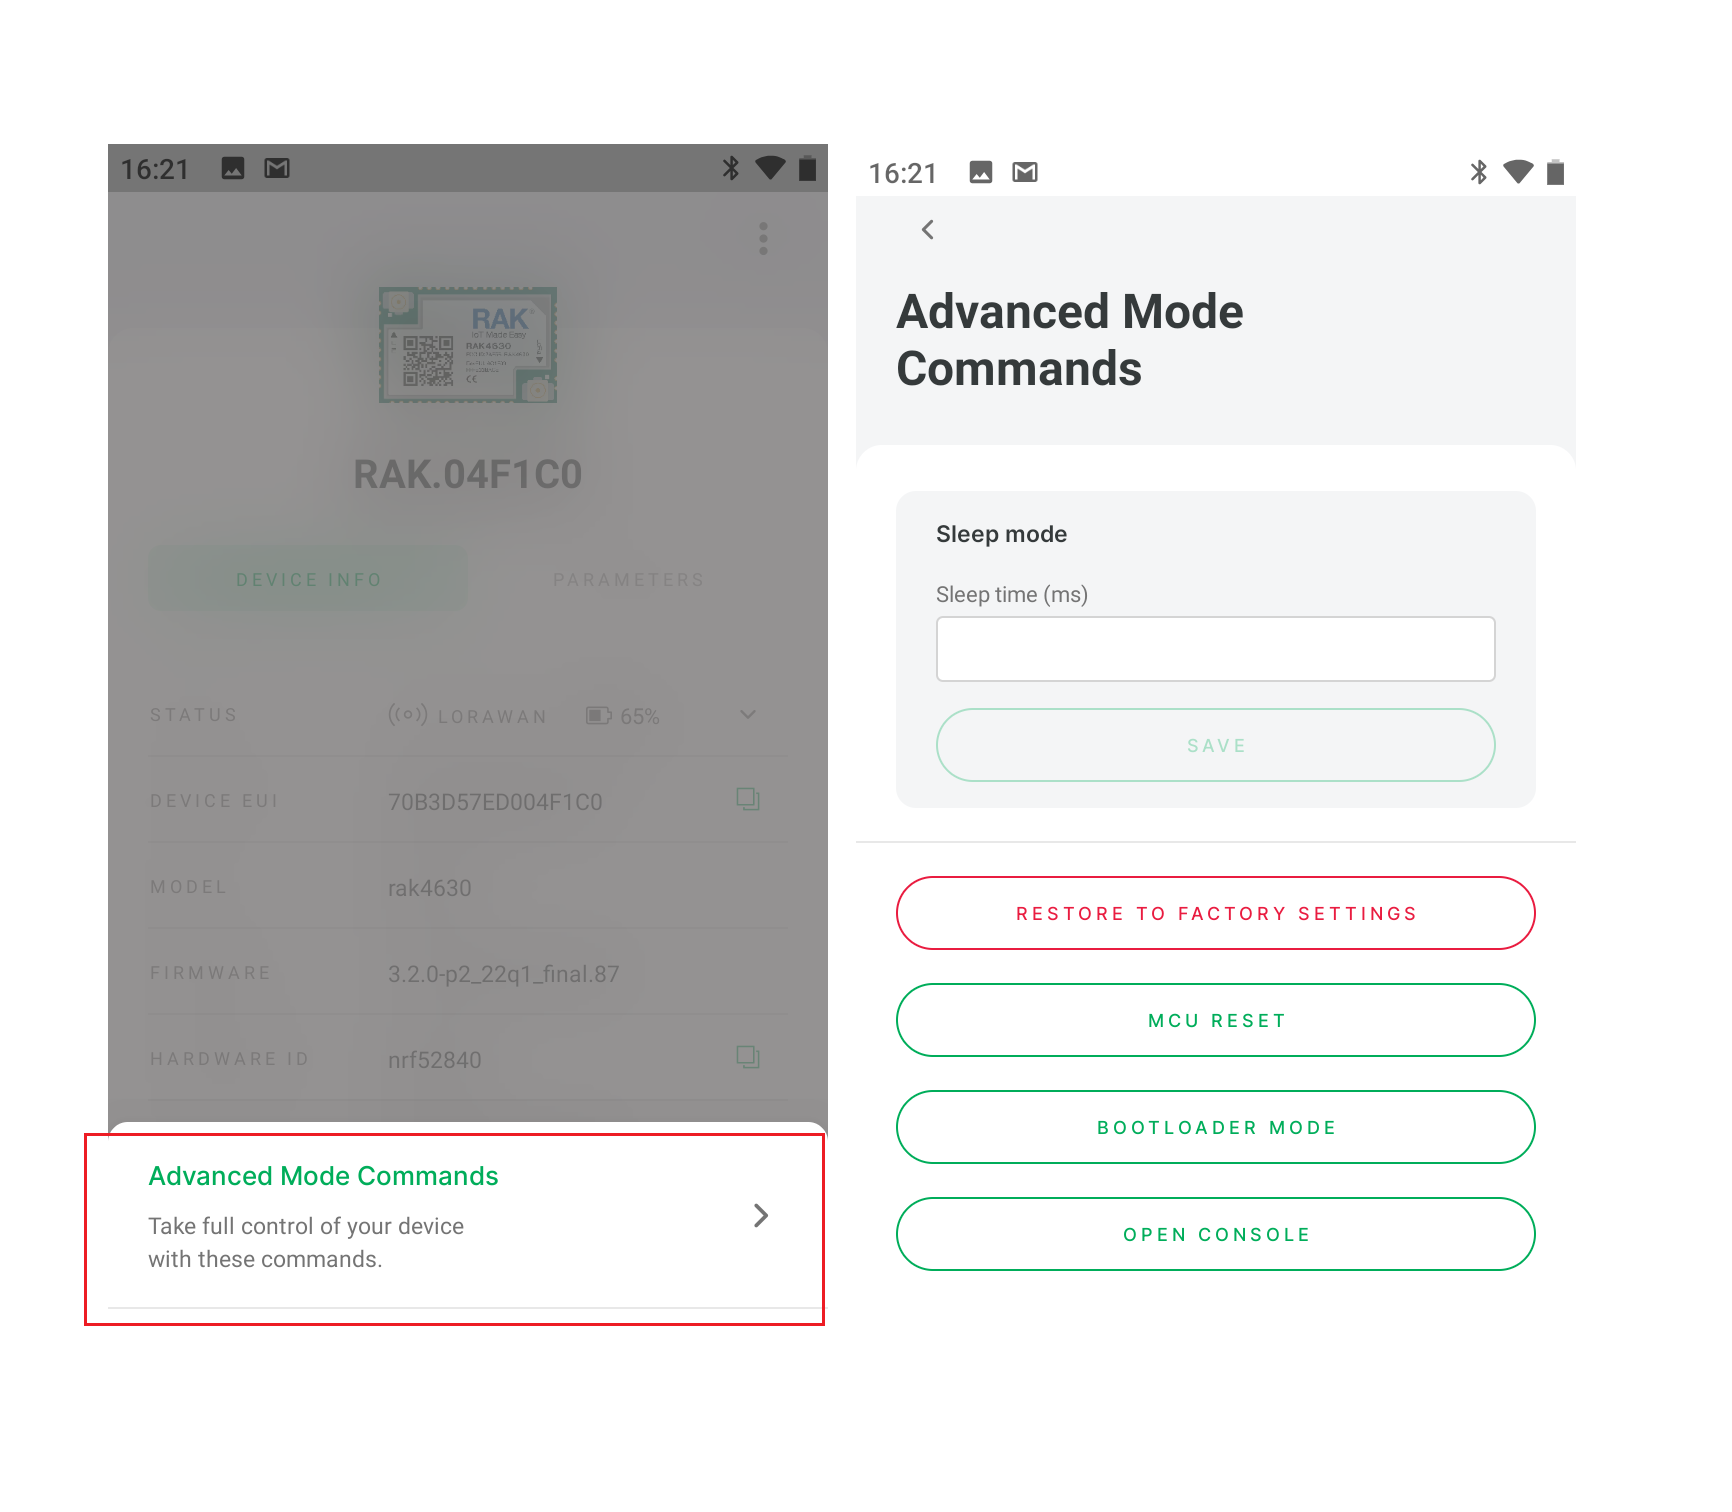 16:21
RAK
IoT Made Easy
RAK4630
RAK.04F1C0
DEVICE INFO
PARAMETERS
STATUS
LORAWAN
65%
DEVICE EUI
70B3D57ED004F1C0
MODEL
rak4630
FIRMWARE
3.2.0-p2_22q1_final.87
HARDWARE ID
nrf52840
Advanced Mode Commands
Take full control of your device
with these commands.
16:21
Advanced Mode
Commands
Sleep mode
Sleep time (ms)
SAVE
RESTORE TO FACTORY SETTINGS
MCU RESET
BOOTLOADER MODE
OPEN CONSOLE